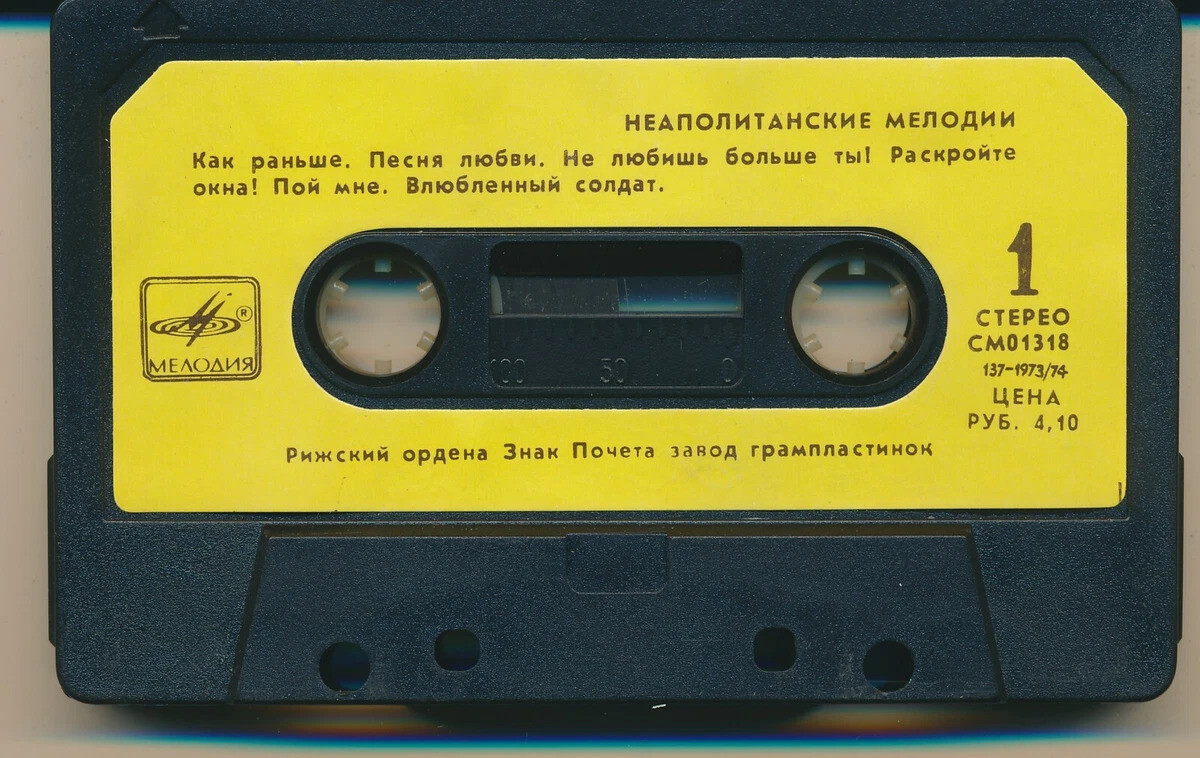 НЕАПОЛИТАНСКИЕ МЕЛОДИИ
Как раньше. Песня любви. Не любишь больше ты! Раскройте
окна! Пой мне. Влюбленный солдат.
1
СТЕРЕО
СМ01318
137-1973/74
ЦЕНА
РУБ. 4,10
®
МЕЛОДИЯ
100 50 0
Рижский ордена Знак Почета завод грампластинок